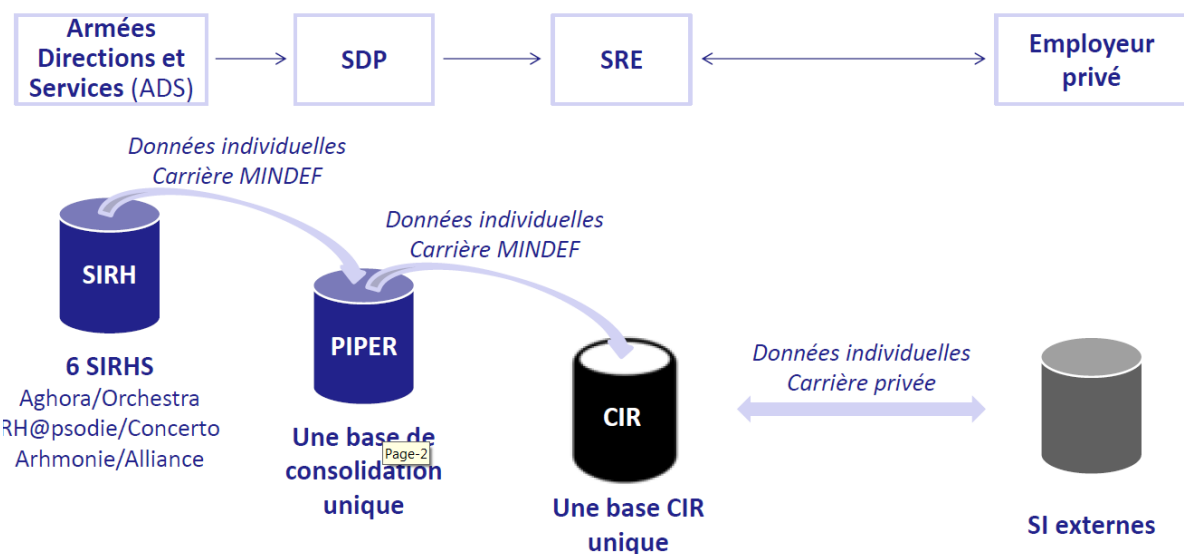 Armées
Directions et
Services (ADS)
SDP
SRE
Employeur
privé
Données individuelles
Carrière MINDEF
Données individuelles
Carrière MINDEF
SIRH
PIPER
CIR
Données individuelles
Carrière privée
6 SIRHS
Aghora/Orchestra
RH@psodie/Concerto
Arhmonie/Alliance
Une base de
consolidation
unique
Page-2
Une base CIR
unique
SI externes